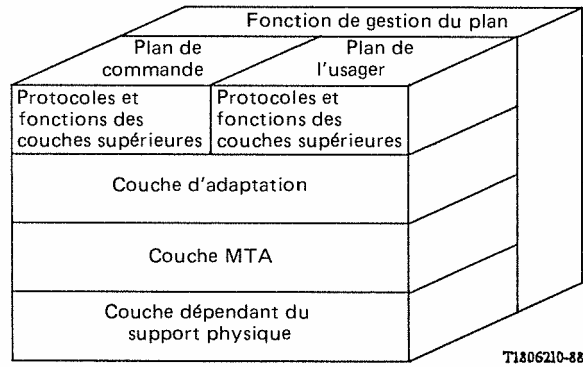 Fonction de gestion du plan
Plan de
commande
Plan de
l'usager
Protocoles et
fonctions des
couches supérieures
Protocoles et
fonctions des
couches supérieures
Couche d'adaptation
Couche MTA
Couche dépendant du
support physique
T1806210-88